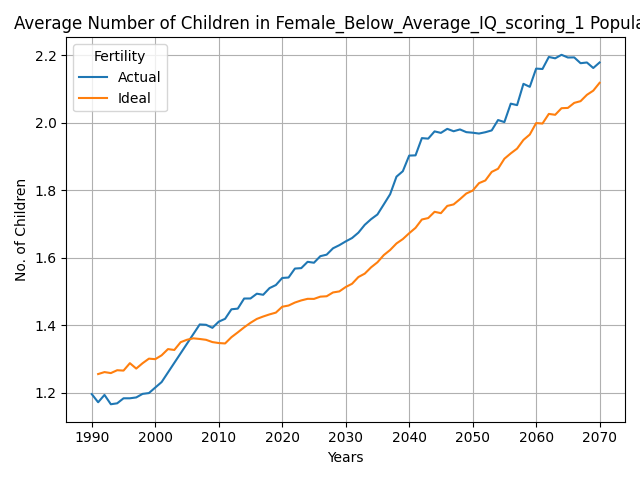 Average Number of Children in Female_Below_Average_IQ_scoring_1 Popula
Fertility
Actual
Ideal
No. of Children
2.2
2.0
1.8
1.6
1.4
1.2
1990 2000 2010 2020 2030 2040 2050 2060 2070
Years